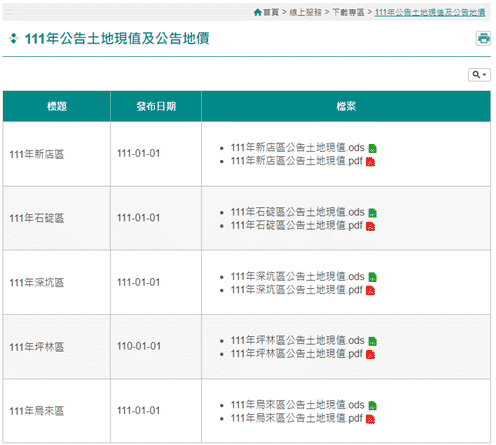 首頁 > 線上服務 > 下載專區 > 111年公告土地現值及公告地價
111年公告土地現值及公告地價
標題 發布日期 檔案
111年新店區 111-01-01
111年新店區公告土地現值.ods
111年新店區公告土地現值.pdf
111年石碇區 111-01-01
111年石碇區公告土地現值.ods
111年石碇區公告土地現值.pdf
111年深坑區 111-01-01
111年深坑區公告土地現值.ods
111年深坑區公告土地現值.pdf
111年坪林區 110-01-01
111年坪林區公告土地現值.ods
111年坪林區公告土地現值.pdf
111年烏來區 111-01-01
111年烏來區公告土地現值.ods
111年烏來區公告土地現值.pdf